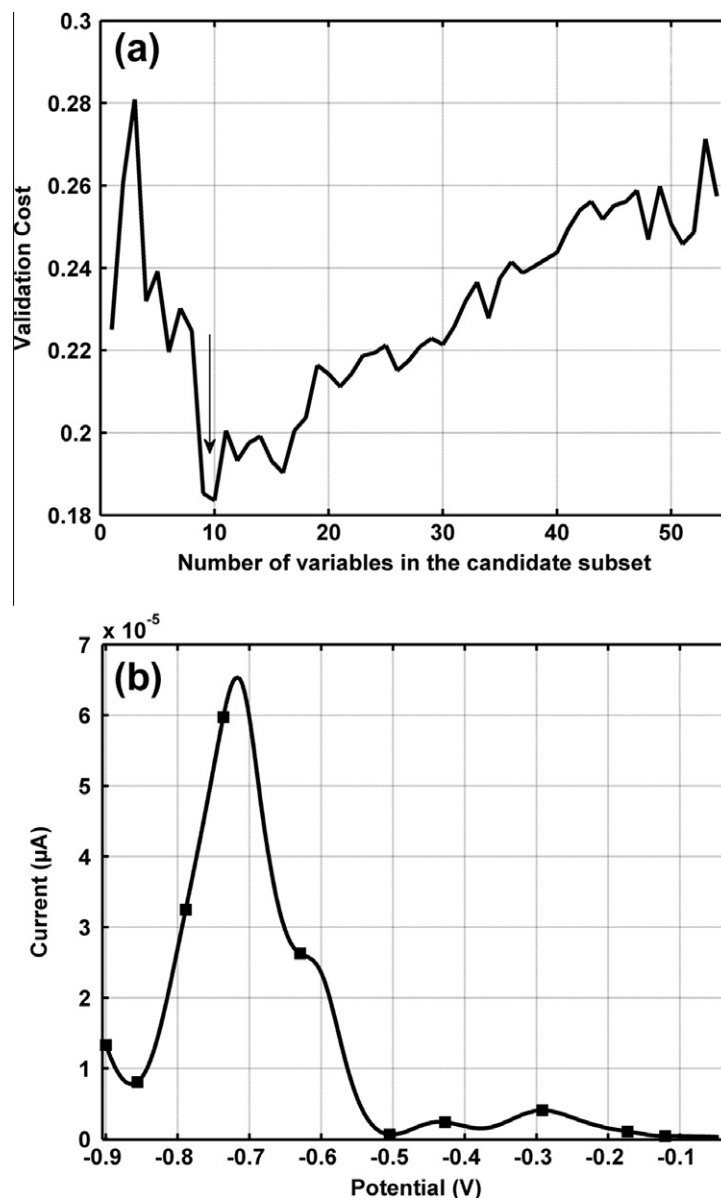 (a)
0.3
0.28
0.26
0.24
0.22
0.2
0.18
Validation Cost
0 10 20 30 40 50
Number of variables in the candidate subset
x 10⁻⁵
(b)
7
6
5
4
3
2
1
0
Current (µA)
-0.9 -0.8 -0.7 -0.6 -0.5 -0.4 -0.3 -0.2 -0.1
Potential (V)